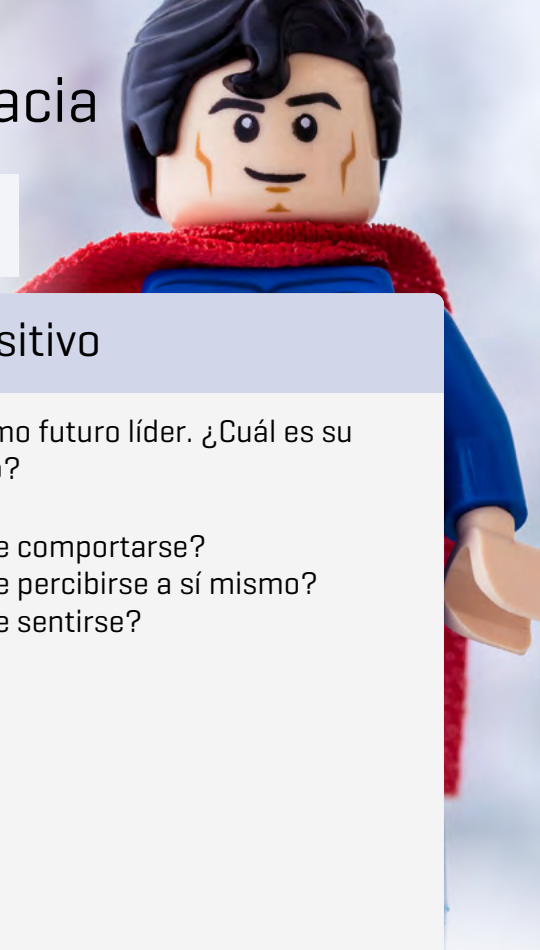 acia
sitivo
mo futuro líder. ¿Cuál es su
o?
e comportarse?
e percibirse a sí mismo?
e sentirse?